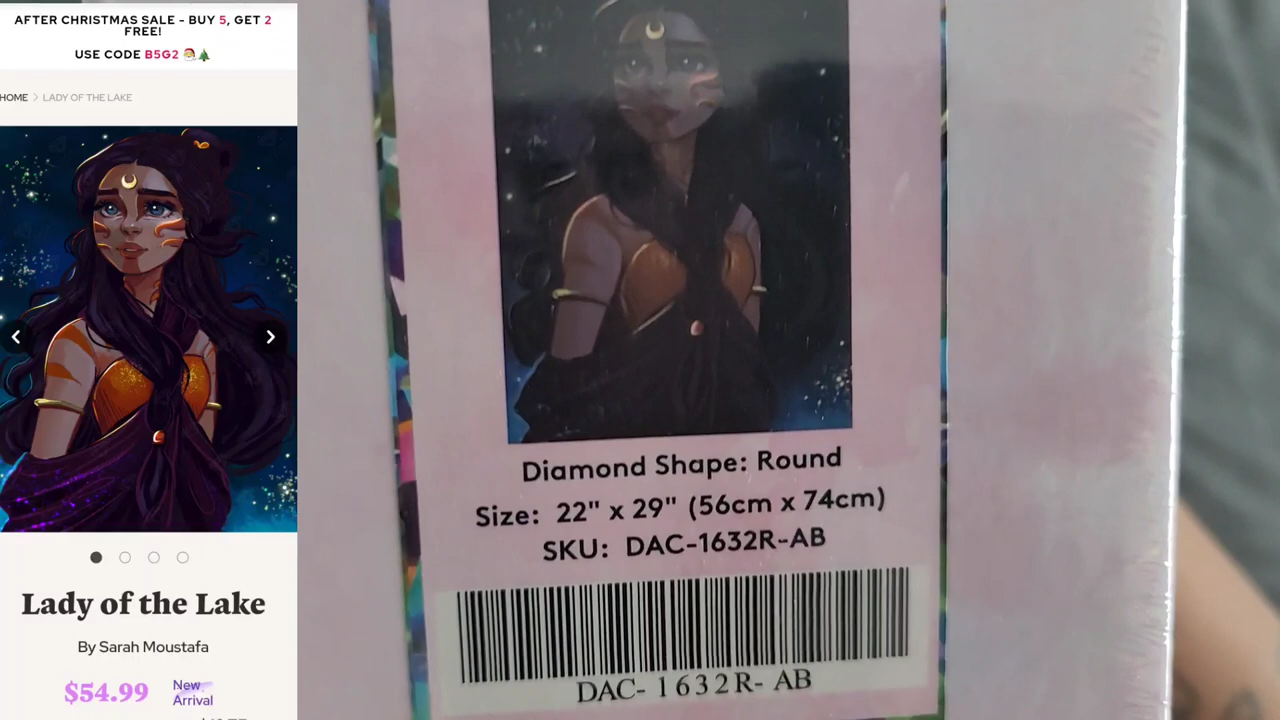 AFTER CHRISTMAS SALE - BUY 5, GET 2
FREE!
USE CODE B5G2 🎅🎄
HOME > LADY OF THE LAKE
Lady of the Lake
By Sarah Moustafa
$54.99
New
Arrival
Diamond Shape: Round
Size: 22" x 29" (56cm x 74cm)
SKU: DAC-1632R-AB
DAC- 1632R- AB